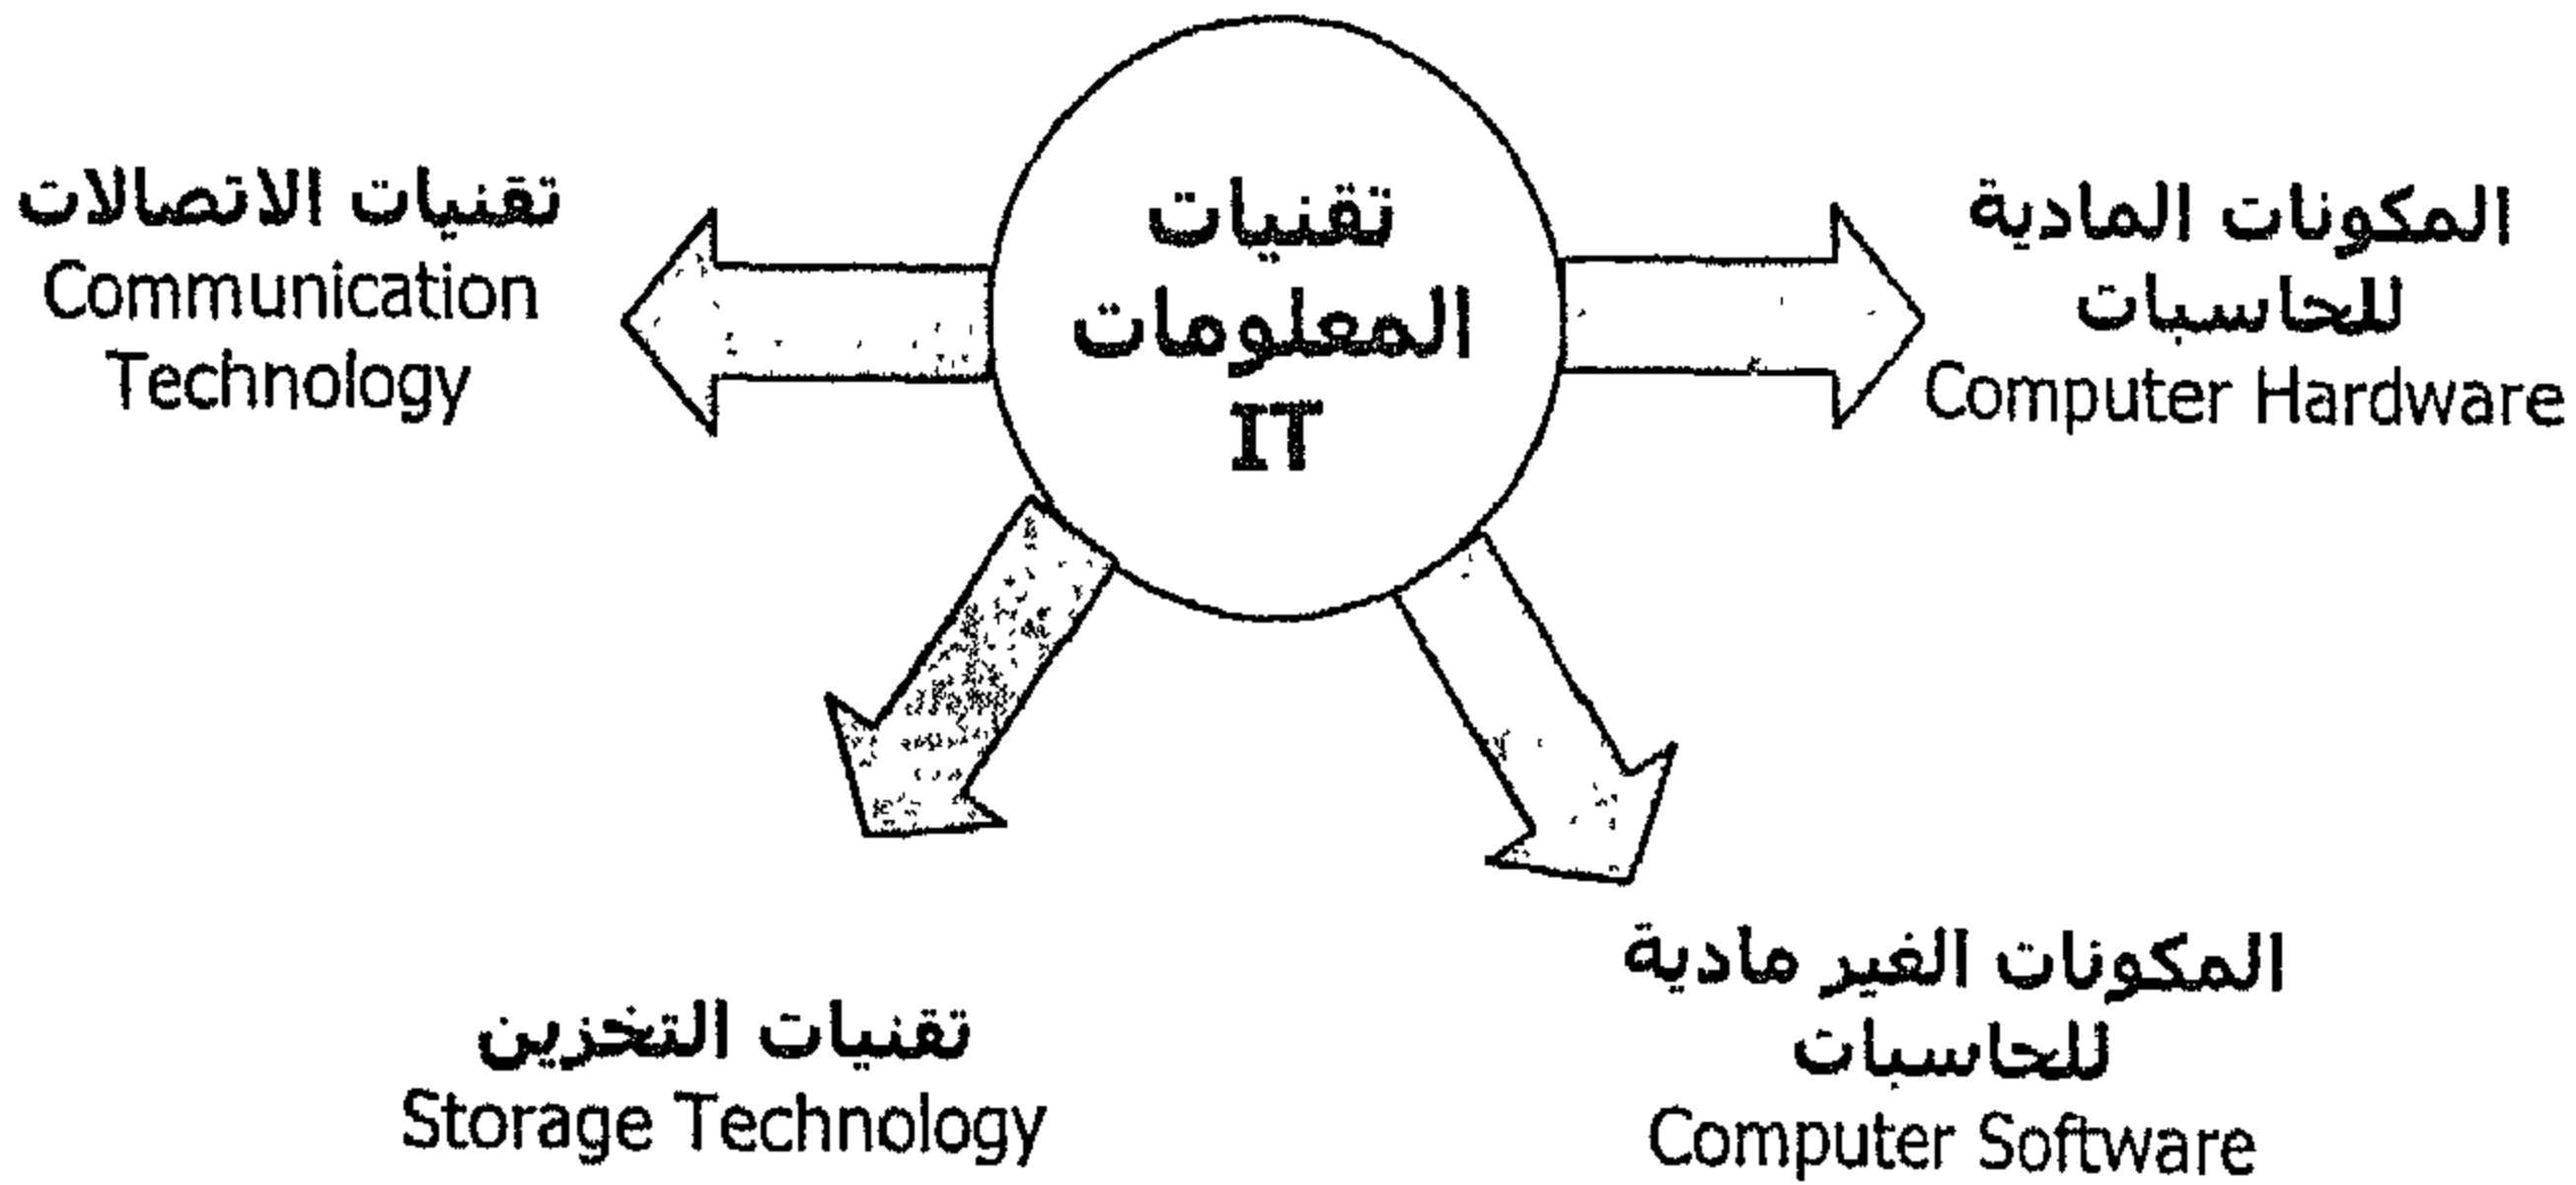 تقنيات
المعلومات
IT
المكونات المادية
للحاسبات
Computer Hardware
تقنيات الاتصالات
Communication
Technology
المكونات الغير مادية
للحاسبات
Computer Software
تقنيات التخزين
Storage Technology